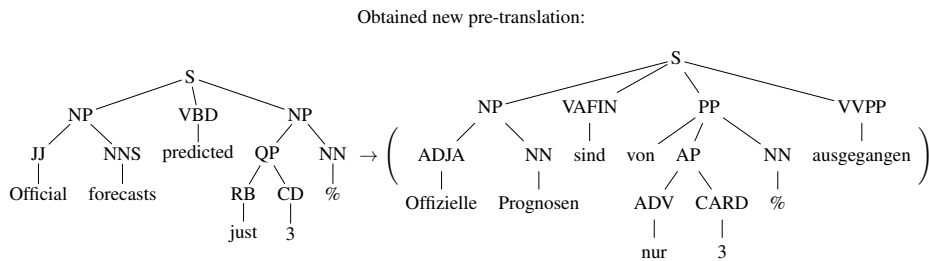 Obtained new pre-translation:
S S
NP VBD NP NP VAFIN PP VVPP
JJ NNS predicted QP NN → ( ADJA NN sind von AP NN ausgegangen )
Official forecasts RB CD % Offizielle Prognosen ADV CARD %
just 3 nur 3